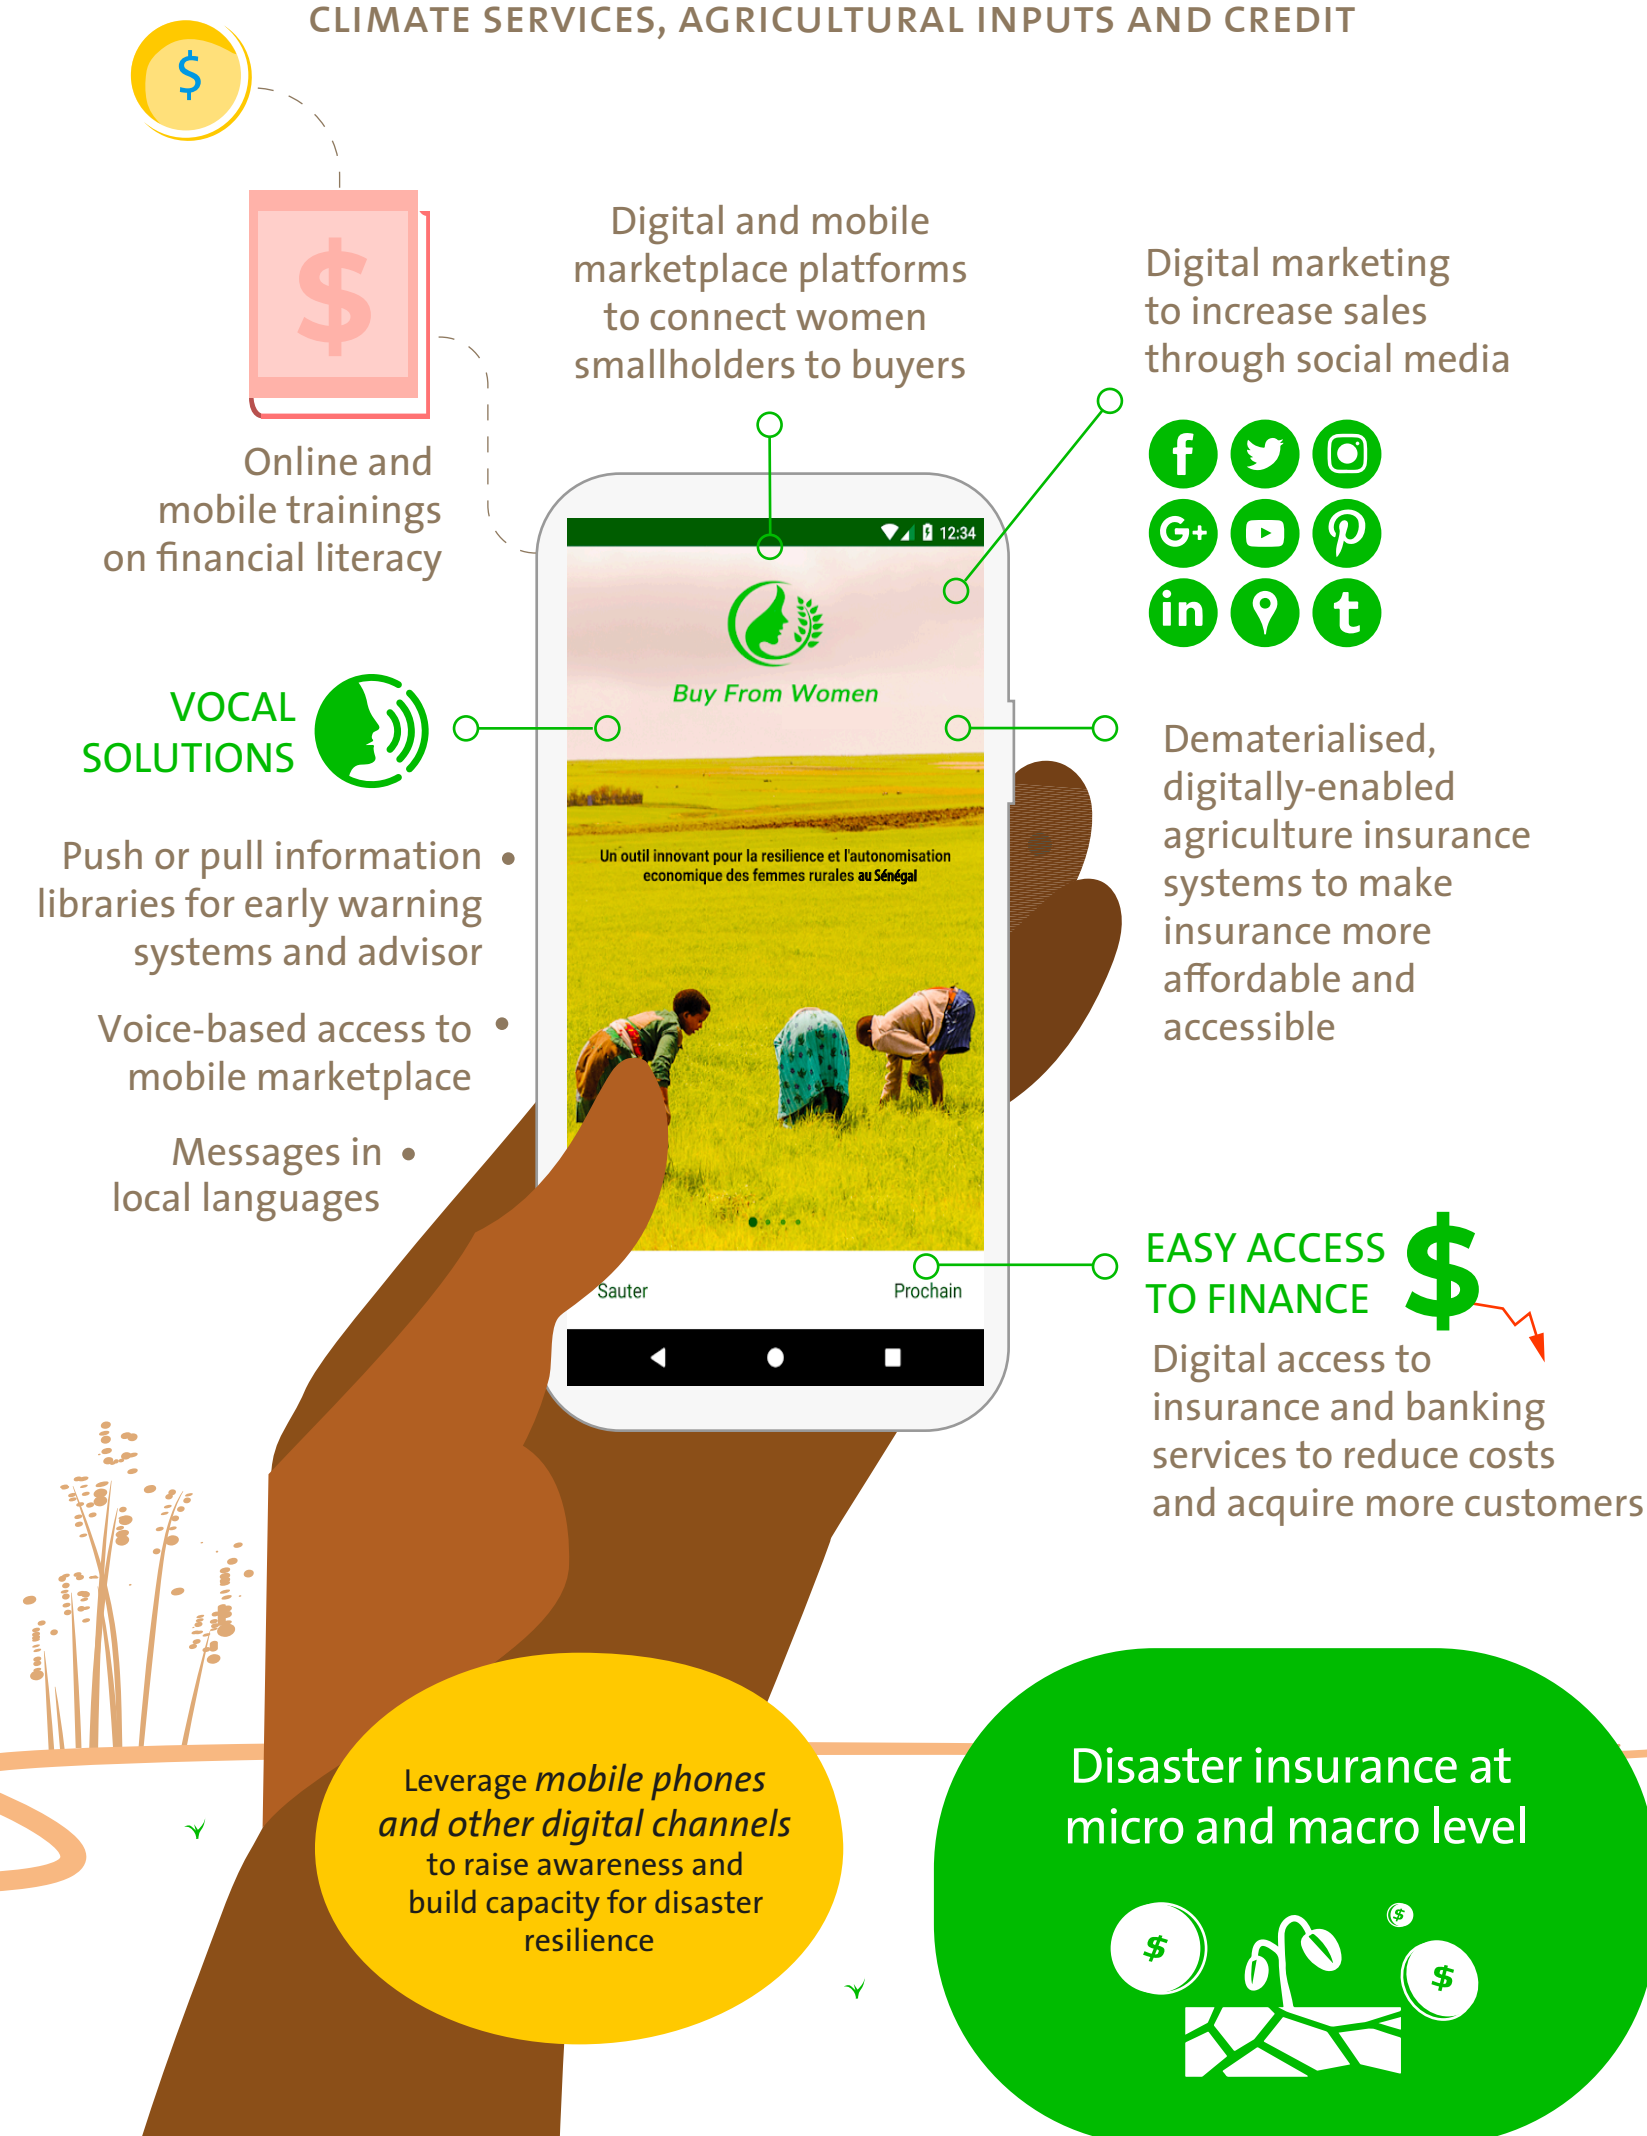 CLIMATE SERVICES, AGRICULTURAL INPUTS AND CREDIT
$
$
Online and
mobile trainings
on financial literacy
Digital and mobile
marketplace platforms
to connect women
smallholders to buyers
Digital marketing
to increase sales
through social media
f
G+
in
t
12:34
Buy From Women
Un outil innovant pour la resilience et l'autonomisation
economique des femmes rurales au Sénégal
Sauter
Prochain
VOCAL
SOLUTIONS
Push or pull information •
libraries for early warning
systems and advisor
Voice-based access to •
mobile marketplace
Messages in •
local languages
Dematerialised,
digitally-enabled
agriculture insurance
systems to make
insurance more
affordable and
accessible
EASY ACCESS
TO FINANCE
$
Digital access to
insurance and banking
services to reduce costs
and acquire more customers
Leverage mobile phones
and other digital channels
to raise awareness and
build capacity for disaster
resilience
Disaster insurance at
micro and macro level
$
$
$